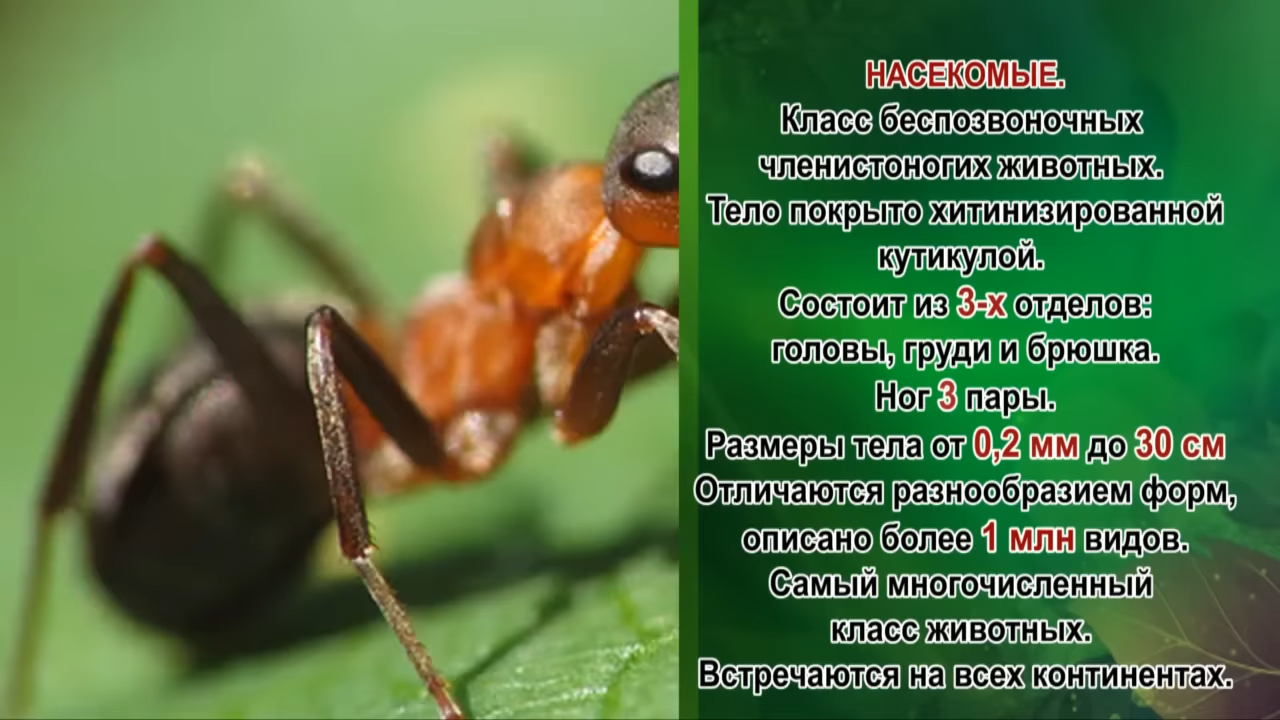 НАСЕКОМЫЕ.
Класс беспозвоночных
членистоногих животных.
Тело покрыто хитинизированной
кутикулой.
Состоит из 3-х отделов:
головы, груди и брюшка.
Ног 3 пары.
Размеры тела от 0,2 мм до 30 см
Отличаются разнообразием форм,
описано более 1 млн видов.
Самый многочисленный
класс животных.
Встречаются на всех континентах.